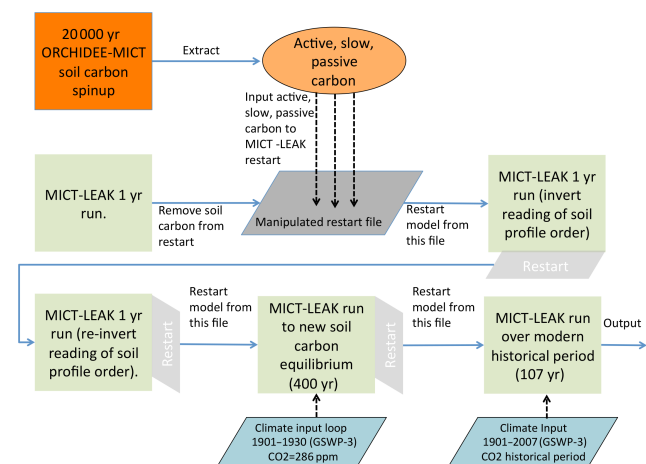 20 000 yr
ORCHIDEE-MICT
soil carbon
spinup
Extract
Active, slow,
passive
carbon
Input active,
slow, passive
carbon to
MICT -LEAK
restart
MICT-LEAK 1 yr
run.
Remove soil
carbon from
restart
Manipulated restart file
Restart
model from
this file
MICT-LEAK 1 yr
run (invert
reading of soil
profile order)
Restart
MICT-LEAK 1 yr
run (re-invert
reading of soil
profile order).
Restart
Restart
model from
this file
MICT-LEAK run
to new soil
carbon
equilibrium
(400 yr)
Restart
Restart
model from
this file
MICT-LEAK run
over modern
historical period
(107 yr)
Output
Climate input loop
1901–1930 (GSWP-3)
CO2=286 ppm
Climate Input
1901–2007 (GSWP-3)
CO2 historical period